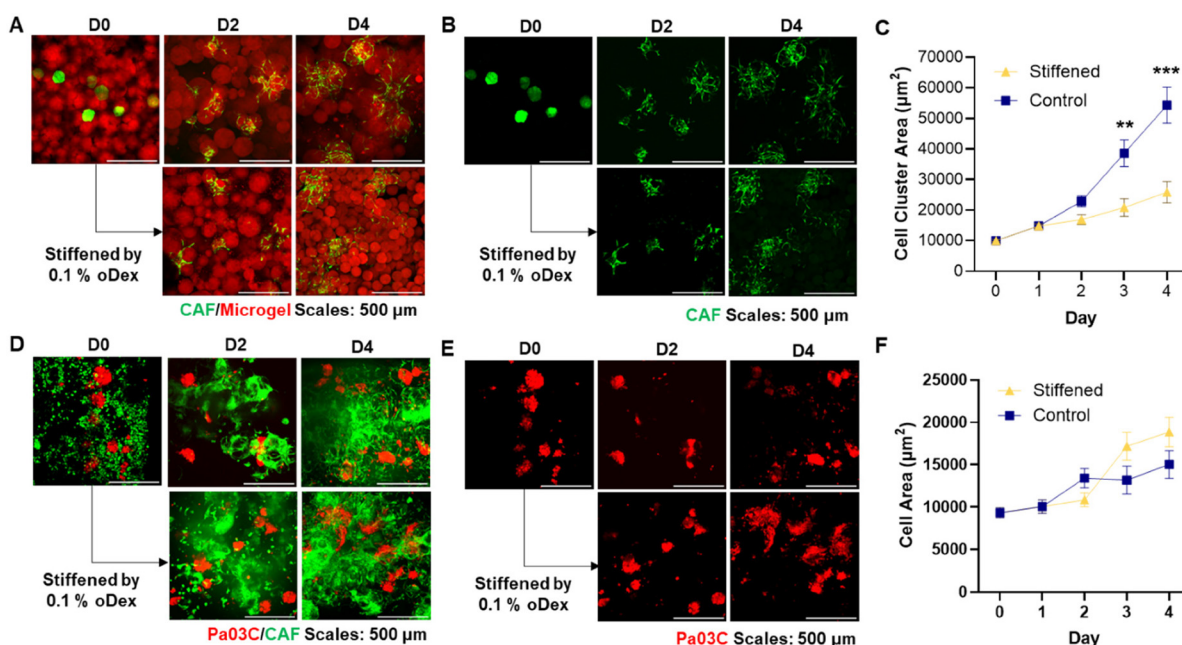 A
D0
D2
D4
Stiffened by
0.1 % oDex
CAF/Microgel Scales: 500 µm
B
D0
D2
D4
Stiffened by
0.1 % oDex
CAF Scales: 500 µm
C
Cell Cluster Area (µm²)
70000
60000
50000
40000
30000
20000
10000
0
Stiffened
Control
**
***
0 1 2 3 4
Day
D
D0
D2
D4
Stiffened by
0.1 % oDex
Pa03C/CAF Scales: 500 µm
E
D0
D2
D4
Stiffened by
0.1 % oDex
Pa03C Scales: 500 µm
F
Cell Area (µm²)
25000
20000
15000
10000
5000
0
Stiffened
Control
0 1 2 3 4
Day